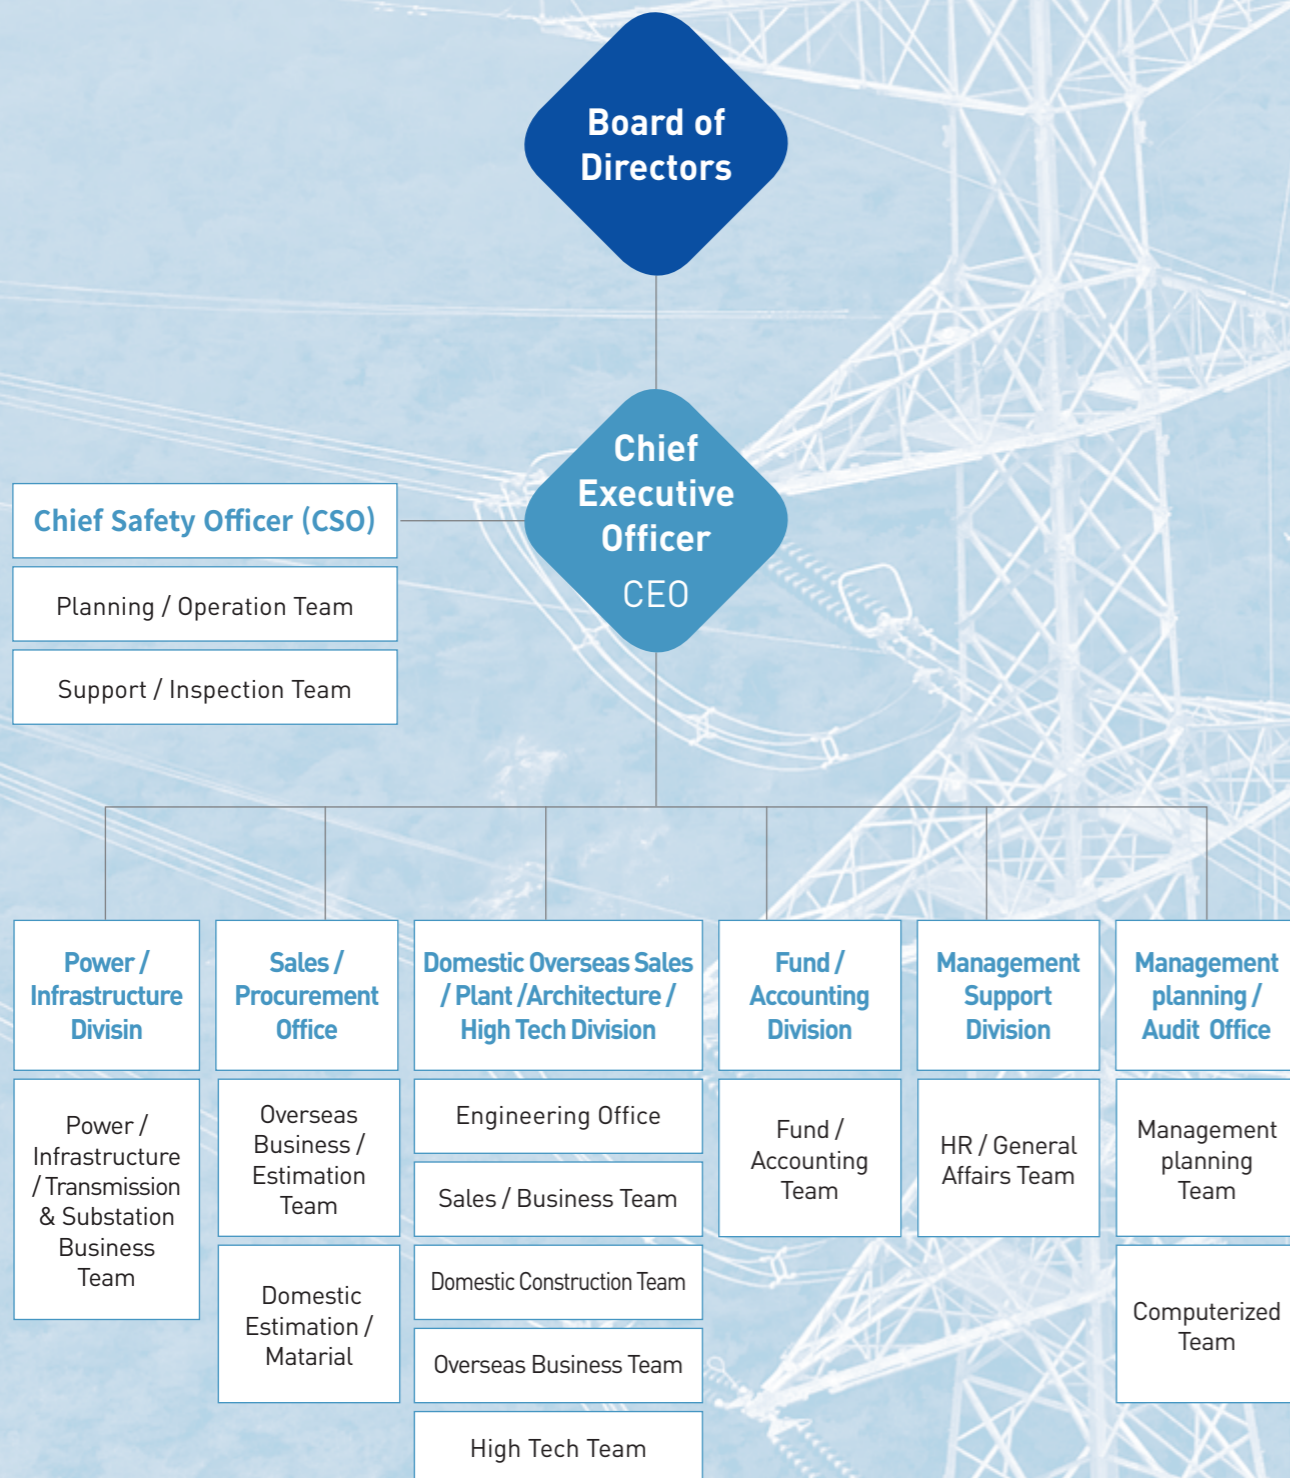 Board of
Directors
Chief
Executive
Officer
CEO
Chief Safety Officer (CSO)
Planning / Operation Team
Support / Inspection Team
Power /
Infrastructure
Divisin
Power /
Infrastructure
/ Transmission
& Substation
Business
Team
Sales /
Procurement
Office
Overseas
Business /
Estimation
Team
Domestic
Estimation /
Matarial
Domestic Overseas Sales
/ Plant /Architecture /
High Tech Division
Engineering Office
Sales / Business Team
Domestic Construction Team
Overseas Business Team
High Tech Team
Fund /
Accounting
Division
Fund /
Accounting
Team
Management
Support
Division
HR / General
Affairs Team
Management
planning /
Audit Office
Management
planning
Team
Computerized
Team